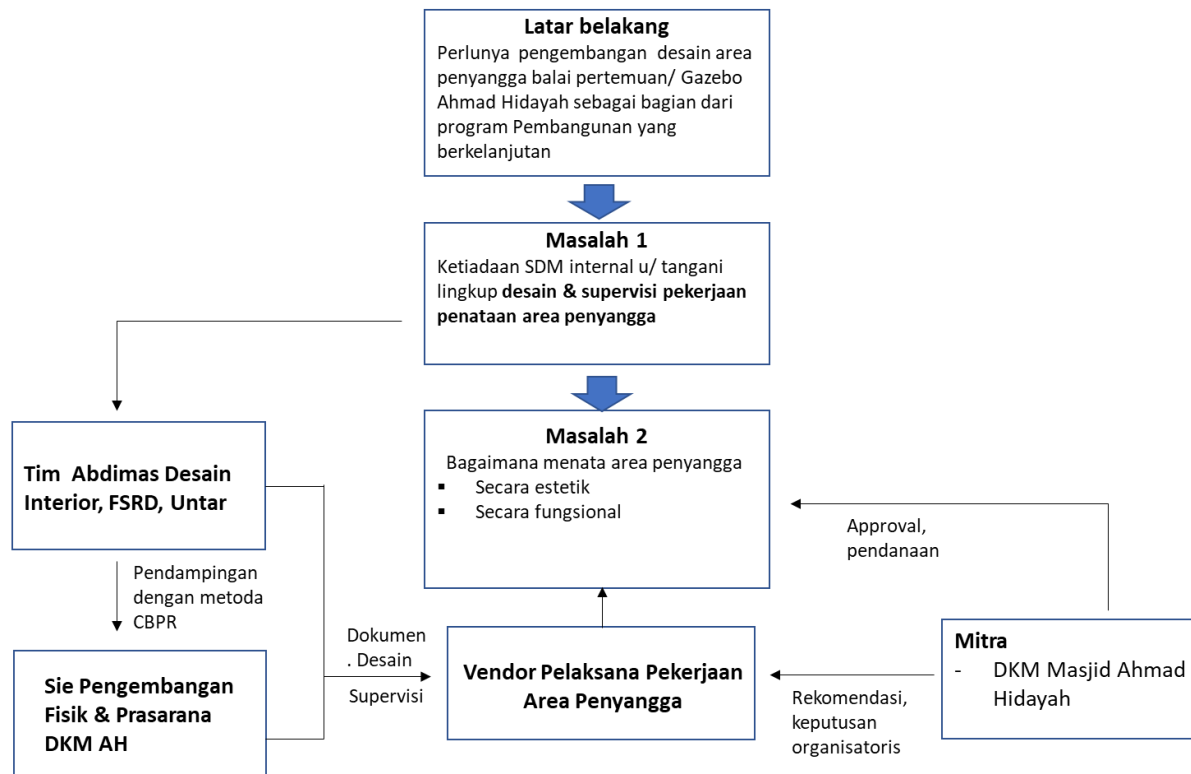 Latar belakang
Perlunya pengembangan desain area
penyangga balai pertemuan/ Gazebo
Ahmad Hidayah sebagai bagian dari
program Pembangunan yang
berkelanjutan
Masalah 1
Ketiadaan SDM internal u/ tangani
lingkup desain & supervisi pekerjaan
penataan area penyangga
Masalah 2
Bagaimana menata area penyangga
▪ Secara estetik
▪ Secara fungsional
Tim Abdimas Desain
Interior, FSRD, Untar
Approval,
pendanaan
Pendampingan
dengan metoda
CBPR
Sie Pengembangan
Fisik & Prasarana
DKM AH
Dokumen
. Desain
Supervisi
Vendor Pelaksana Pekerjaan
Area Penyangga
Rekomendasi,
keputusan
organisatoris
Mitra
- DKM Masjid Ahmad
Hidayah